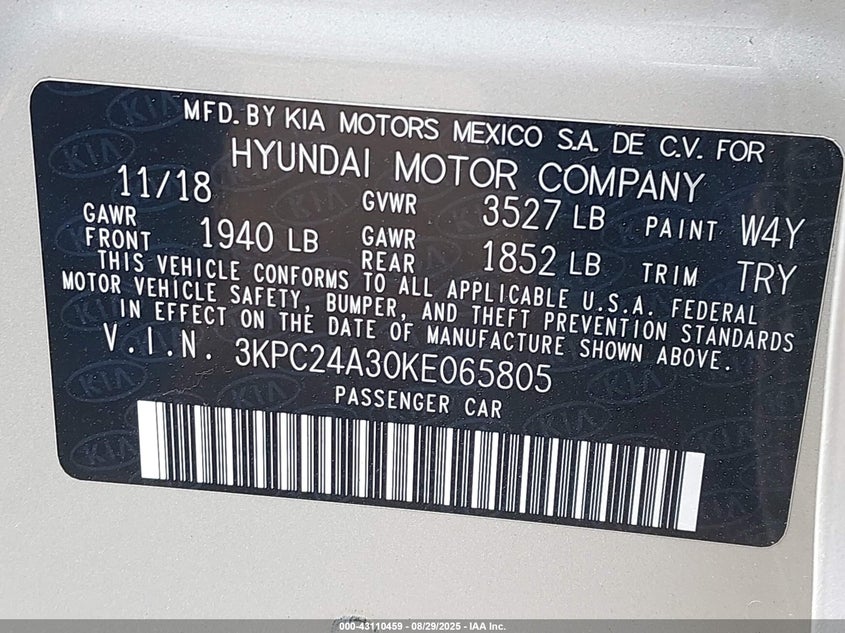 MFD. BY KIA MOTORS MEXICO S.A. DE C.V. FOR
HYUNDAI MOTOR COMPANY
11/18 GVWR 3527 LB PAINT W4Y
GAWR FRONT 1940 LB GAWR REAR 1852 LB TRIM TRY
THIS VEHICLE CONFORMS TO ALL APPLICABLE U.S.A. FEDERAL
MOTOR VEHICLE SAFETY, BUMPER, AND THEFT PREVENTION STANDARDS
IN EFFECT ON THE DATE OF MANUFACTURE SHOWN ABOVE.
V.I.N. 3KPC24A30KE065805
PASSENGER CAR
000-43110459 - 08/29/2025 - IAA Inc.